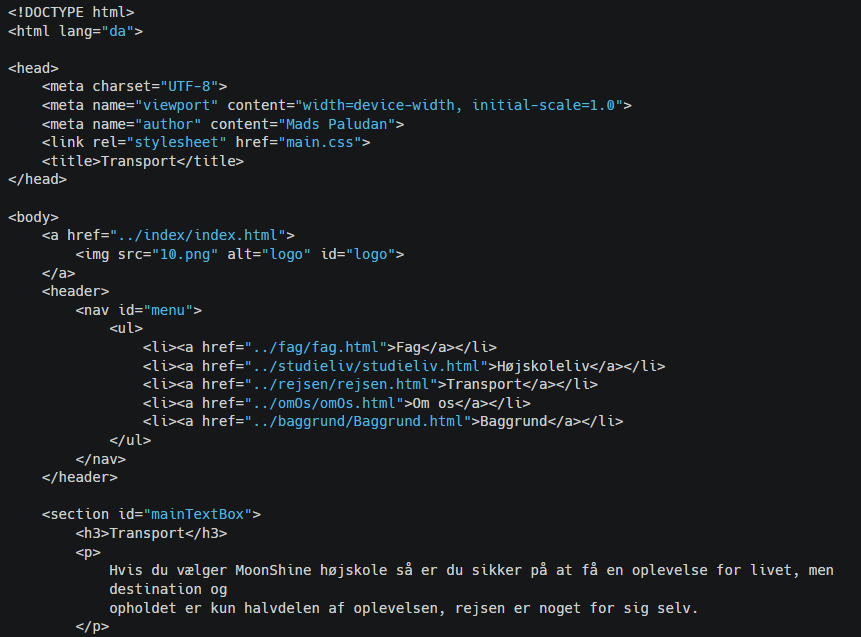 <!DOCTYPE html>
<html lang="da">
<head>
<meta charset="UTF-8">
<meta name="viewport" content="width=device-width, initial-scale=1.0">
<meta name="author" content="Mads Paludan">
<link rel="stylesheet" href="main.css">
<title>Transport</title>
</head>
<body>
<a href="../index/index.html">
<img src="10.png" alt="logo" id="logo">
</a>
<header>
<nav id="menu">
<ul>
<li><a href="../fag/fag.html">Fag</a></li>
<li><a href="../studieliv/studieliv.html">Højskoleliv</a></li>
<li><a href="../rejsen/rejsen.html">Transport</a></li>
<li><a href="../omOs/omOs.html">Om os</a></li>
<li><a href="../baggrund/Baggrund.html">Baggrund</a></li>
</ul>
</nav>
</header>
<section id="mainTextBox">
<h3>Transport</h3>
<p>
Hvis du vælger MoonShine højskole så er du sikker på at få en oplevelse for livet, men
destination og
opholdet er kun halvdelen af oplevelsen, rejsen er noget for sig selv.
</p>